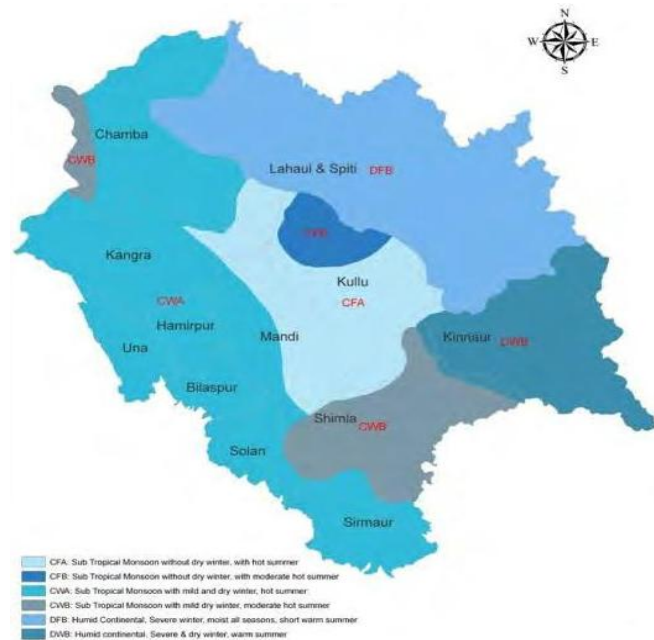 N
W E
S
Chamba
CWB
Lahaul & Spiti DFB
CFB
Kangra
Kullu
CWA
CFA
Hamirpur
Mandi
Kinnaur DWB
Una
Bilaspur
Shimla
CWB
Solan
Sirmaur
CFA: Sub Tropical Monsoon without dry winter, with hot summer
CFB: Sub Tropical Monsoon without dry winter, with moderate hot summer
CWA: Sub Tropical Monsoon with mild and dry winter, hot summer
CWB: Sub Tropical Monsoon with mild dry winter, moderate hot summer
DFB: Humid Continental, Severe winter, moist all seasons, short warm summer
DWB: Humid continental, Severe & dry winter, warm summer